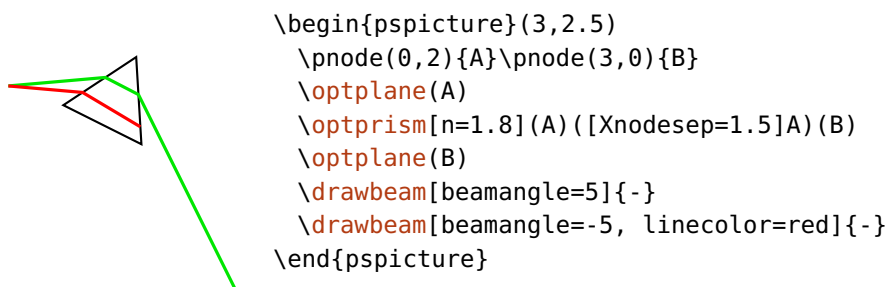 \begin{pspicture}(3,2.5)
  \pnode(0,2){A}\pnode(3,0){B}
  \optplane(A)
  \optprism[n=1.8](A)([Xnodesep=1.5]A)(B)
  \optplane(B)
  \drawbeam[beamangle=5]{-}
  \drawbeam[beamangle=-5, linecolor=red]{-}
\end{pspicture}